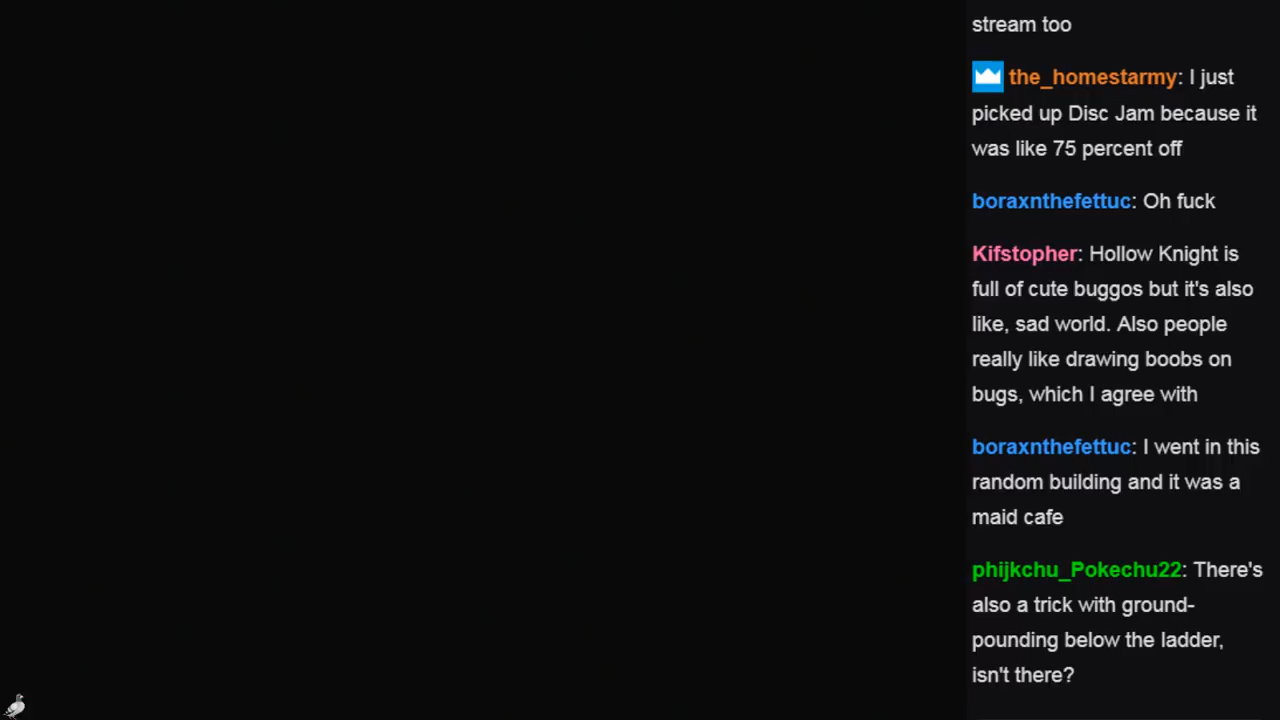 stream too
the_homestarmy: I just
picked up Disc Jam because it
was like 75 percent off
boraxnthefettuc: Oh fuck
Kifstopher: Hollow Knight is
full of cute buggos but it's also
like, sad world. Also people
really like drawing boobs on
bugs, which I agree with
boraxnthefettuc: I went in this
random building and it was a
maid cafe
phijkchu_Pokechu22: There's
also a trick with ground-
pounding below the ladder,
isn't there?